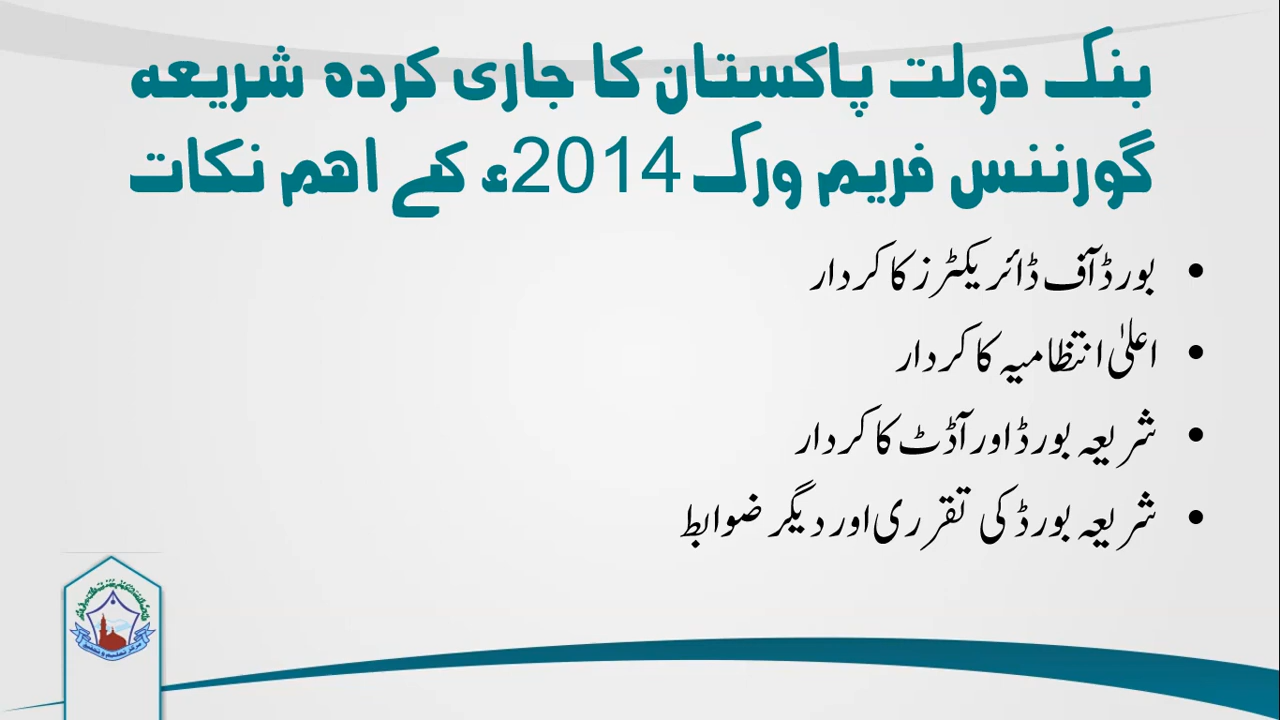 بنک دولت پاکستان کا جاری کردہ شریعہ
گورننس فریم ورک 2014ء کے اھم نکات
• بورڈ آف ڈائریکٹرز کا کردار
• اعلیٰ انتظامیہ کا کردار
• شریعہ بورڈ اور آڈٹ کا کردار
• شریعہ بورڈ کی تقرری اور دیگر ضوابط